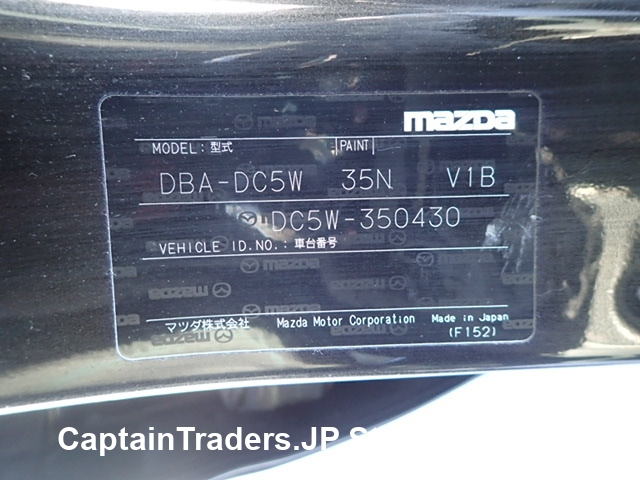 mazda
MODEL: 型式 PAINT
DBA-DC5W 35N V1B
DC5W-350430
VEHICLE ID.NO.: 車台番号
マツダ株式会社 Mazda Motor Corporation Made in Japan
(F152)
CaptainTraders.JP